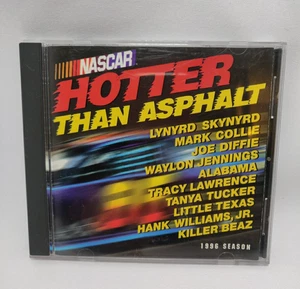 NASCAR
HOTTER
THAN ASPHALT
LYNYRD SKYNYRD
MARK COLLIE
JOE DIFFIE
WAYLON JENNINGS
ALABAMA
TRACY LAWRENCE
TANYA TUCKER
LITTLE TEXAS
HANK WILLIAMS, JR.
KILLER BEAZ
1996 SEASON